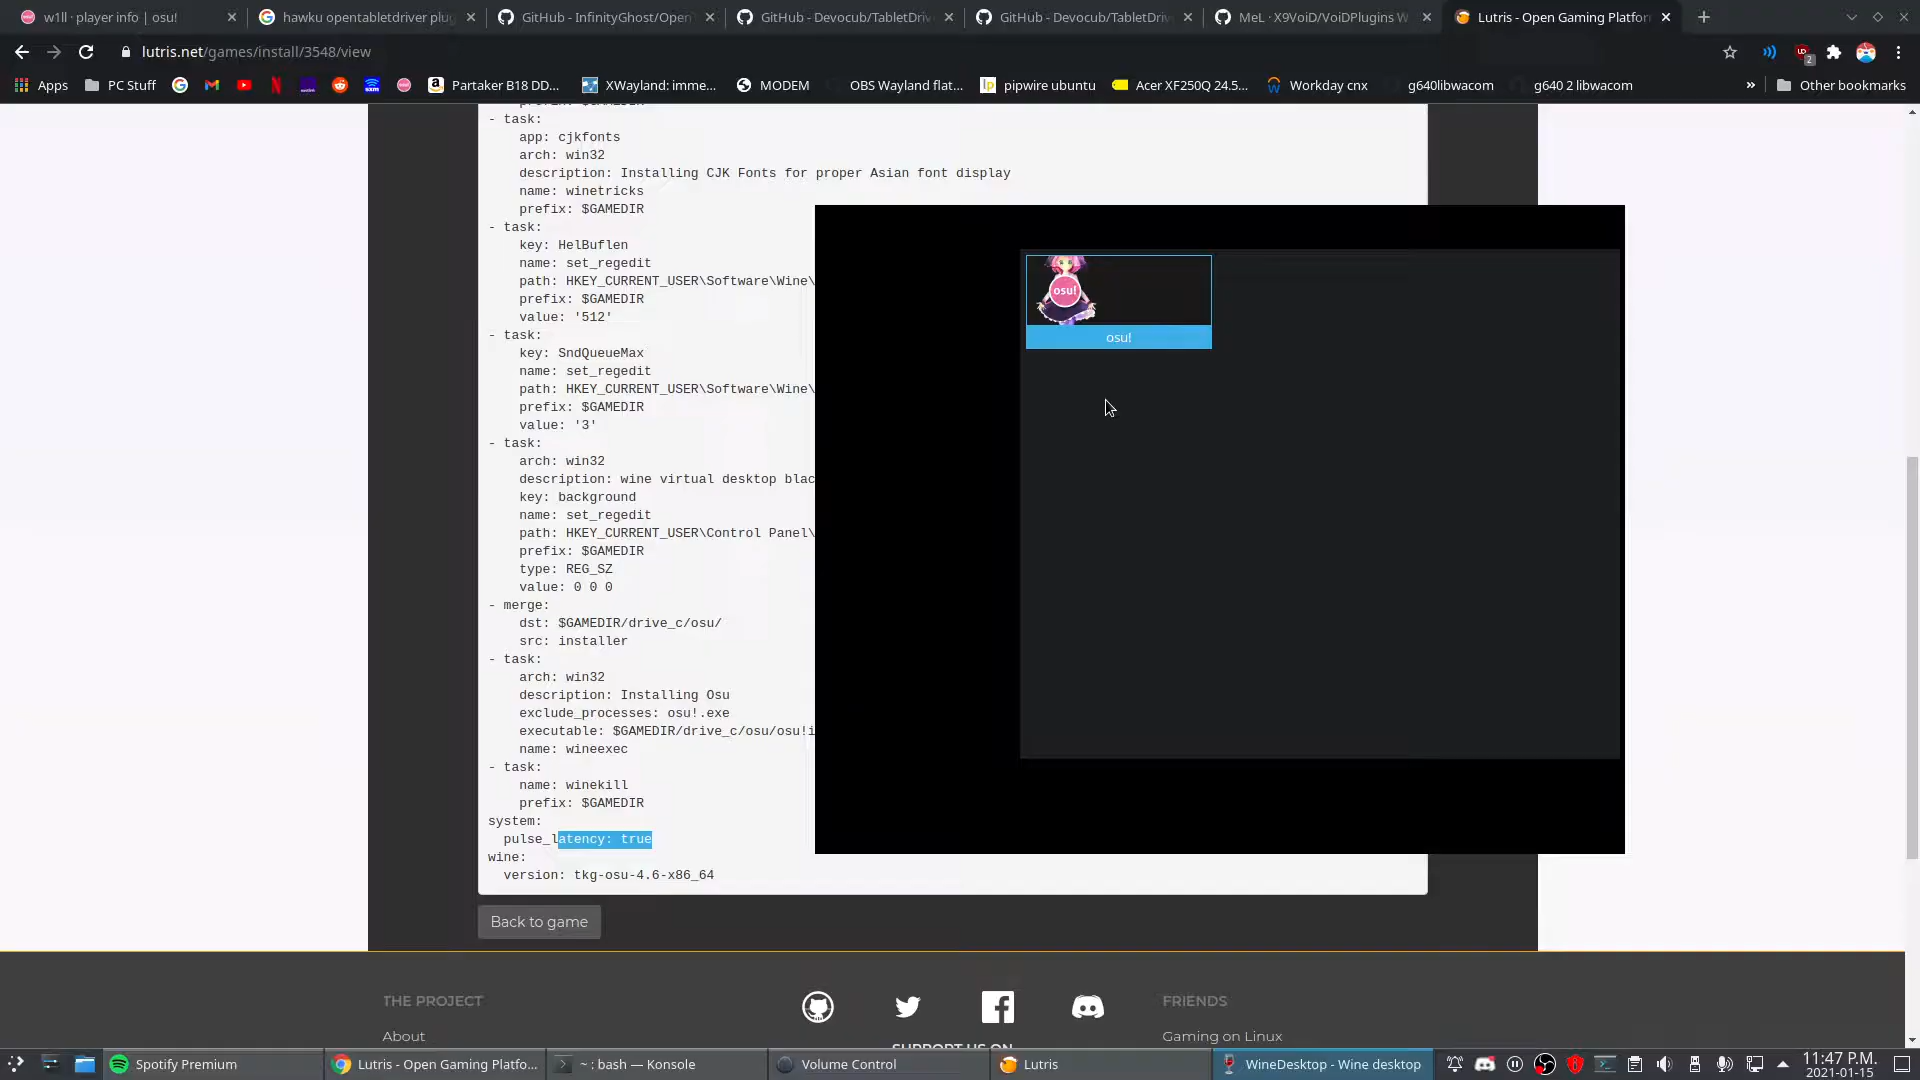 w1ll · player info | osu!
hawku opentabletdriver plug
GitHub - InfinityGhost/Open
GitHub - Devocub/TabletDriv
GitHub - Devocub/TabletDriv
MeL · X9VoiD/VoiDPlugins W
Lutris - Open Gaming Platfor
lutris.net/games/install/3548/view
2
Apps
PC Stuff
Partaker B18 DD...
XWayland: imme...
MODEM
OBS Wayland flat...
pipwire ubuntu
Acer XF250Q 24.5...
Workday cnx
g640libwacom
g640 2 libwacom
»
Other bookmarks
prefix: $GAMEDIR
- task:
app: cjkfonts
arch: win32
description: Installing CJK Fonts for proper Asian font display
name: winetricks
prefix: $GAMEDIR
- task:
key: HelBuflen
name: set_regedit
path: HKEY_CURRENT_USER\Software\Wine\
prefix: $GAMEDIR
value: '512'
- task:
key: SndQueueMax
name: set_regedit
path: HKEY_CURRENT_USER\Software\Wine\
prefix: $GAMEDIR
value: '3'
- task:
arch: win32
description: wine virtual desktop blac
key: background
name: set_regedit
path: HKEY_CURRENT_USER\Control Panel\
prefix: $GAMEDIR
type: REG_SZ
value: 0 0 0
- merge:
dst: $GAMEDIR/drive_c/osu/
src: installer
- task:
arch: win32
description: Installing Osu
exclude_processes: osu!.exe
executable: $GAMEDIR/drive_c/osu/osu!i
name: wineexec
- task:
name: winekill
prefix: $GAMEDIR
system:
pulse_latency: true
wine:
version: tkg-osu-4.6-x86_64
osu!
osu!
Back to game
THE PROJECT
FRIENDS
About
Gaming on Linux
SUPPORT US ON
Spotify Premium
Lutris - Open Gaming Platfo...
~ : bash — Konsole
Volume Control
Lutris
WineDesktop - Wine desktop
11:47 P.M.
2021-01-15